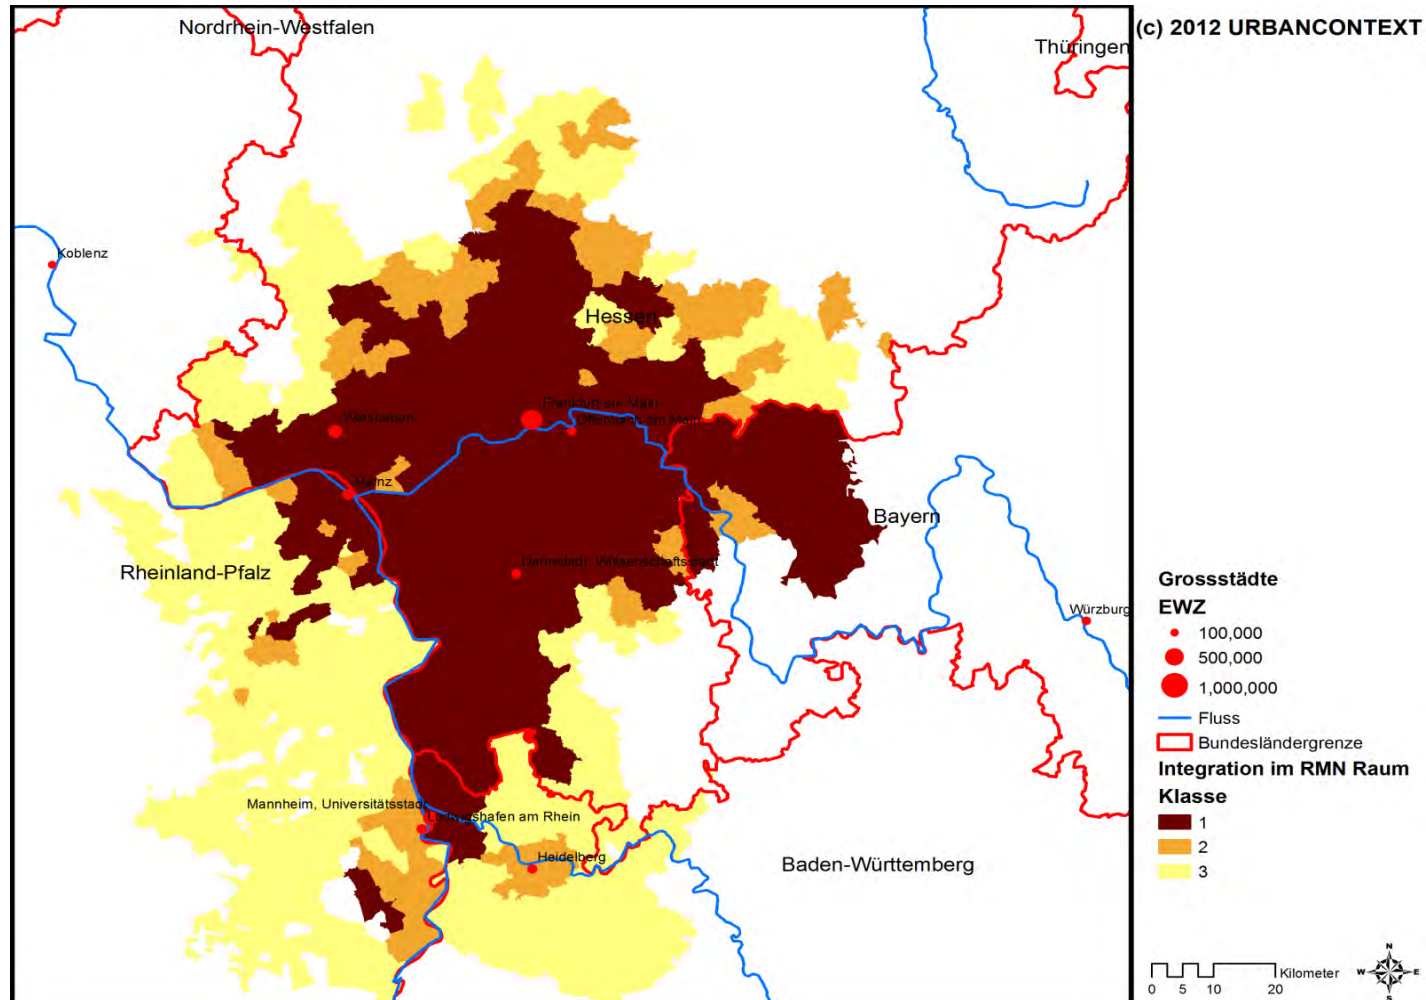 Nordrhein-Westfalen
Thüringen
(c) 2012 URBANCONTEXT
Koblenz
Hessen
Frankfurt am Main
Wiesbaden
Offenbach am Main
Mainz
Bayern
Darmstadt, Wissenschaftsstadt
Rheinland-Pfalz
Würzburg
Mannheim, Universitätsstadt
Ludwigshafen am Rhein
Heidelberg
Baden-Württemberg
Grossstädte
EWZ
100,000
500,000
1,000,000
Fluss
Bundesländergrenze
Integration im RMN Raum
Klasse
1
2
3
Kilometer
0 5 10 20
N
W E
S